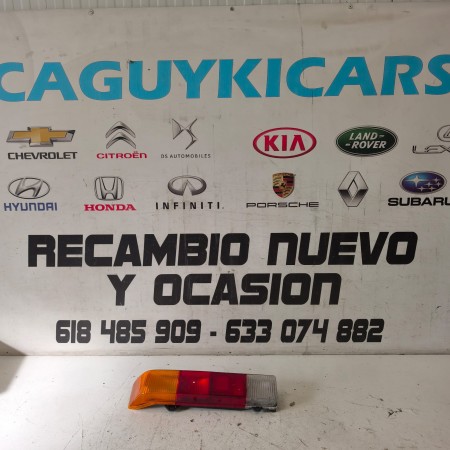 CAGUYKICARS
CHEVROLET CITROËN DS AUTOMOBILES KIA LAND ROVER
HYUNDAI HONDA INFINITI PORSCHE RENAULT SUBARU
RECAMBIO NUEVO
Y OCASION
618 485 909 - 633 074 882